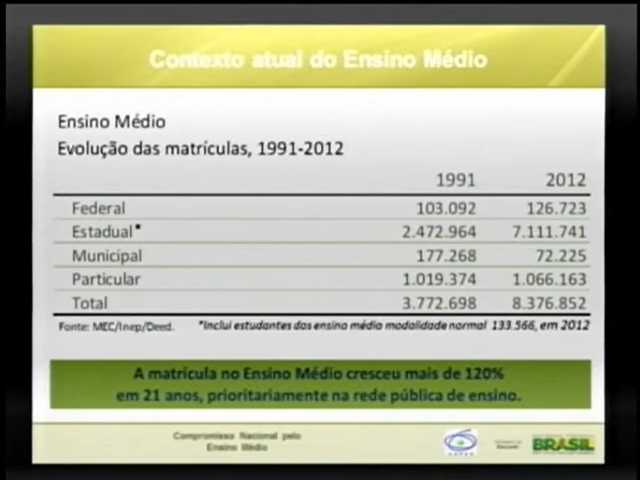 Contexto atual do Ensino Médio
Ensino Médio
Evolução das matrículas, 1991-2012
1991 2012
Federal 103.092 126.723
Estadual* 2.472.964 7.111.741
Municipal 177.268 72.225
Particular 1.019.374 1.066.163
Total 3.772.698 8.376.852
Fonte: MEC/Inep/Deed. *Inclui estudantes do ensino médio modalidade normal 133.566, em 2012
A matrícula no Ensino Médio cresceu mais de 120%
em 21 anos, prioritariamente na rede pública de ensino.
Compromisso Nacional pelo
Ensino Médio
BRASIL